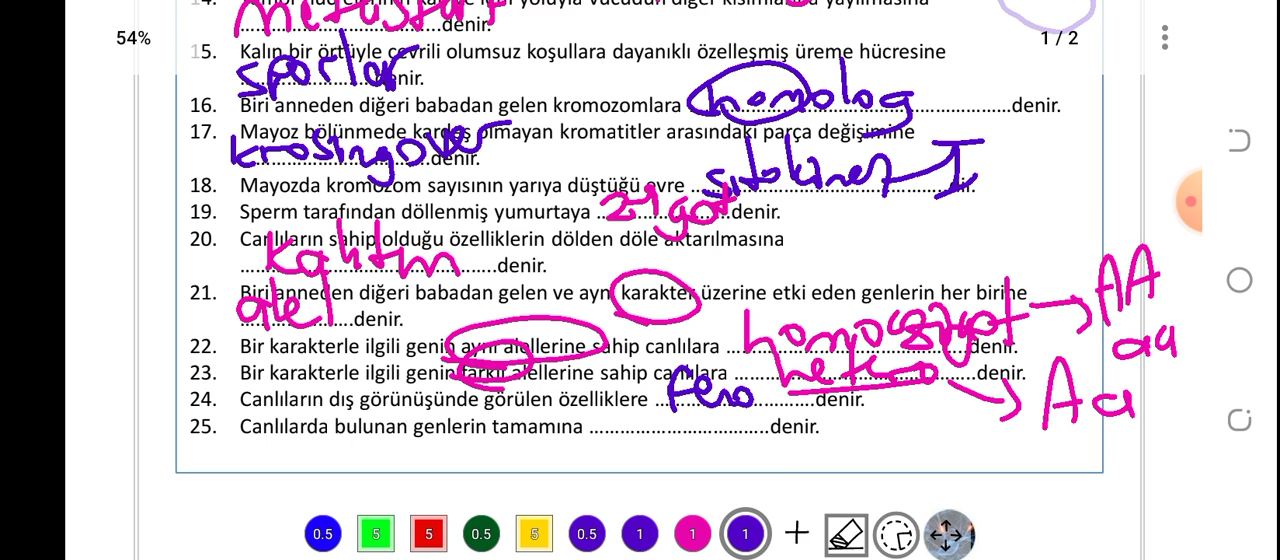 14.
metastaz
....................................denir.
54%
1 / 2
15. Kalın bir örtüyle çevrili olumsuz koşullara dayanıklı özelleşmiş üreme hücresine
sporlar
............................denir.
16. Biri anneden diğeri babadan gelen kromozomlara homolog ..............................denir.
17. Mayoz bölünmede kardeş olmayan kromatitler arasındaki parça değişimine
krosingover
............................denir.
18. Mayozda kromozom sayısının yarıya düştüğü evre ....sitokinez I....dir.
19. Sperm tarafından döllenmiş yumurtaya ....zigot....denir.
20. Canlıların sahip olduğu özelliklerin dölden döle aktarılmasına
kalıtım
.....................................denir.
21. Biri anneden diğeri babadan gelen ve aynı karakter üzerine etki eden genlerin her birine
alel
................denir.
AA
aa
22. Bir karakterle ilgili genin aynı alellerine sahip canlılara ....homozigot....denir.
23. Bir karakterle ilgili genin farklı alellerine sahip canlılara ....hetero....denir.
Aa
24. Canlıların dış görünüşünde görülen özelliklere ....feno....denir.
25. Canlılarda bulunan genlerin tamamına .................................denir.
0.5 5 5 0.5 5 0.5 1 1 1